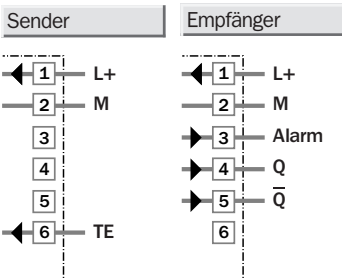 Sender Empfänger
1 L+ 1 L+
2 M 2 M
3 3 Alarm
4 4 Q
5 5 Q̅
6 TE 6